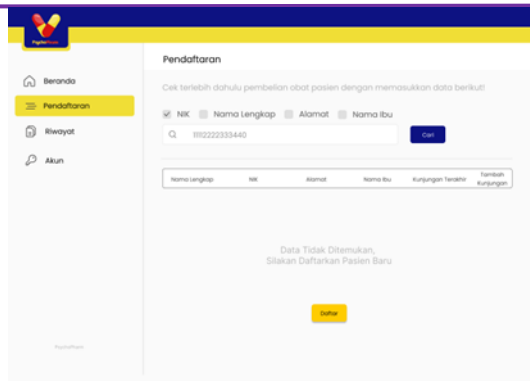 Pendaftaran
Cek terlebih dahulu pembelian obat pasien dengan memasukkan data berikut!
NIK Nama Lengkap Alamat Nama Ibu
11112222333440
Cari
Nama Lengkap NIK Alamat Nama Ibu Kunjungan Terakhir Tambah Kunjungan
Data Tidak Ditemukan,
Silakan Daftarkan Pasien Baru
Daftar
Beranda
Pendaftaran
Riwayat
Akun